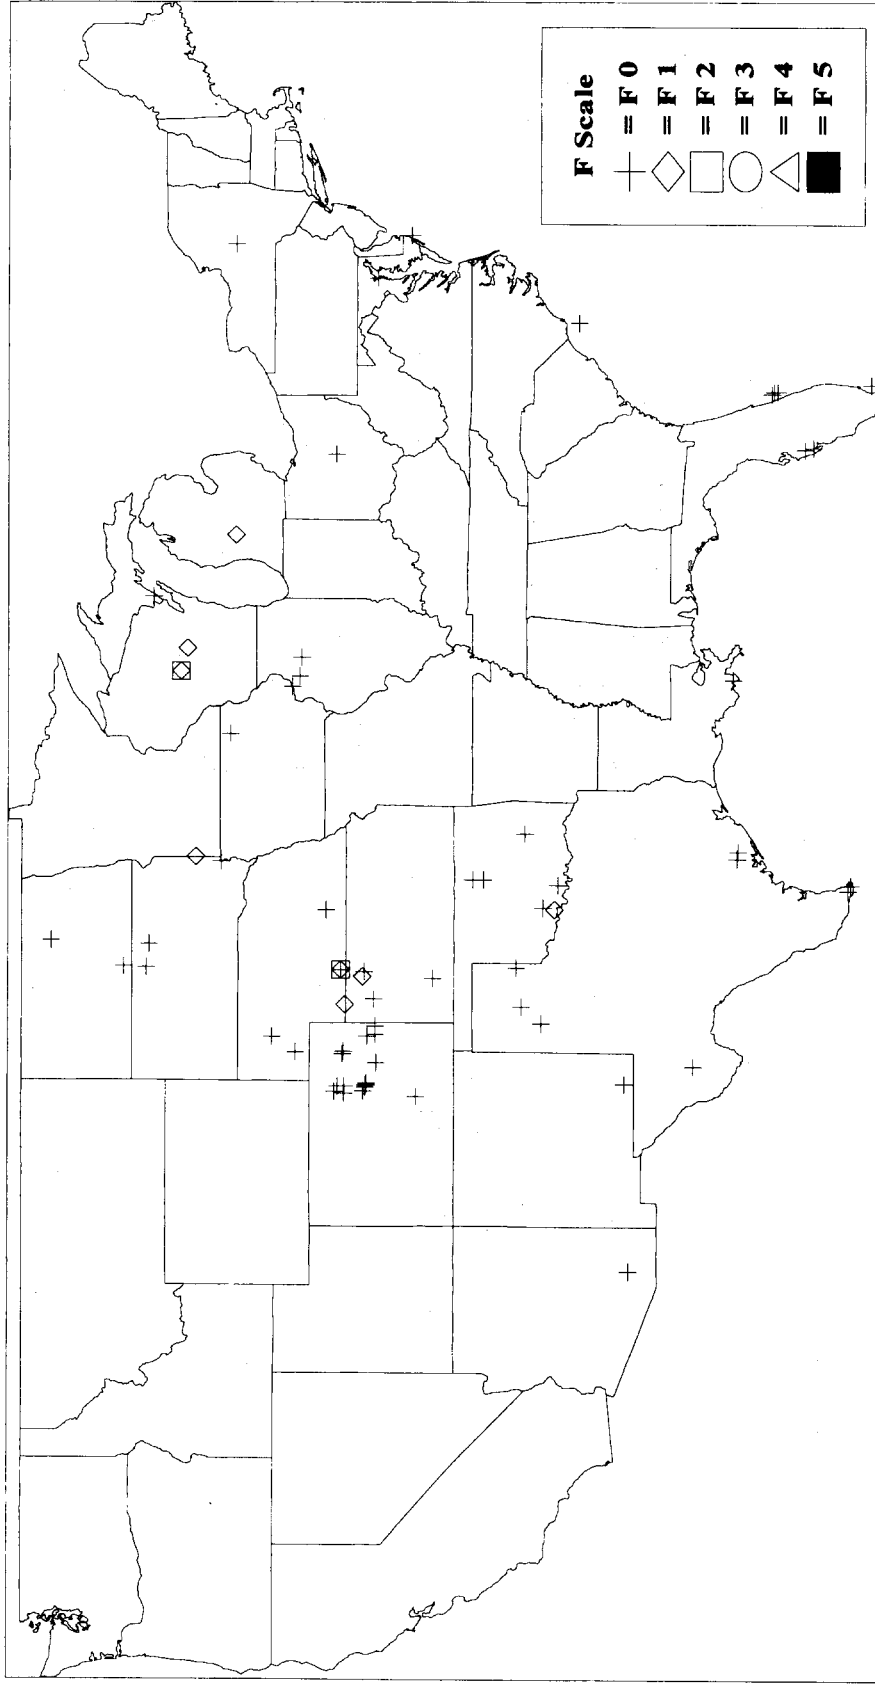 F Scale
= F 0
= F 1
= F 2
= F 3
= F 4
= F 5